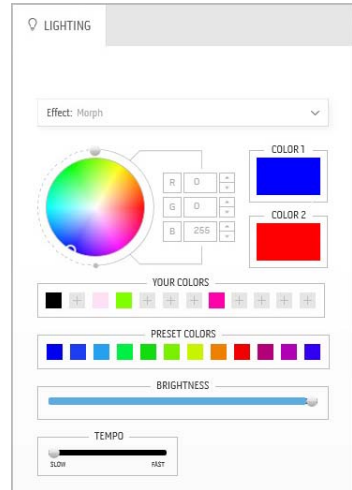 LIGHTING
Effect: Morph
COLOR 1
R 0
G 0
B 255
COLOR 2
YOUR COLORS
PRESET COLORS
BRIGHTNESS
TEMPO
SLOW FAST